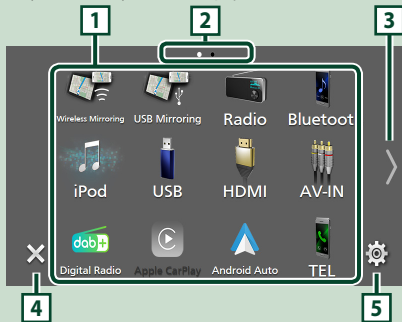 1
2
3
Wireless Mirroring
USB Mirroring
Radio
Bluetoot
iPod
USB
HDMI
AV-IN
dab+
Digital Radio
Apple CarPlay
Android Auto
TEL
4
5